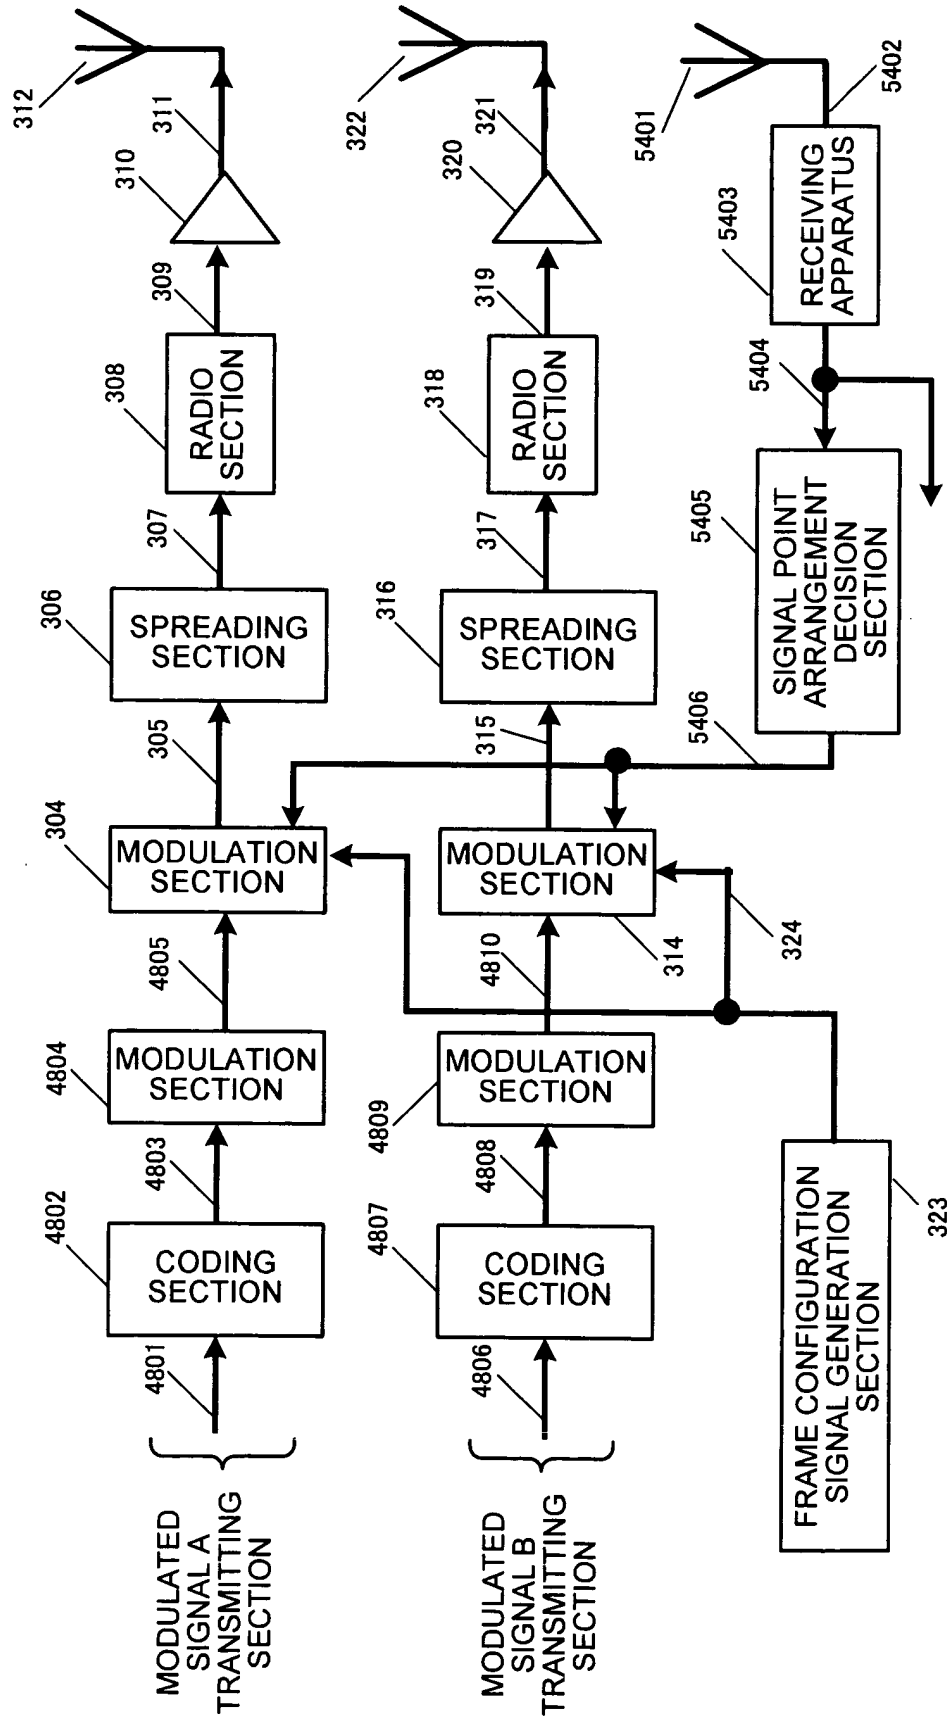 MODULATED
SIGNAL A
TRANSMITTING
SECTION
4801
4802
CODING
SECTION
4803
4804
MODULATION
SECTION
4805
304
MODULATION
SECTION
305
306
SPREADING
SECTION
307
308
RADIO
SECTION
309
310
311
312
MODULATED
SIGNAL B
TRANSMITTING
SECTION
4806
4807
CODING
SECTION
4808
4809
MODULATION
SECTION
4810
314
MODULATION
SECTION
315
316
SPREADING
SECTION
317
318
RADIO
SECTION
319
320
321
322
FRAME CONFIGURATION
SIGNAL GENERATION
SECTION
323
324
5406
5405
SIGNAL POINT
ARRANGEMENT
DECISION
SECTION
5404
5403
RECEIVING
APPARATUS
5402
5401